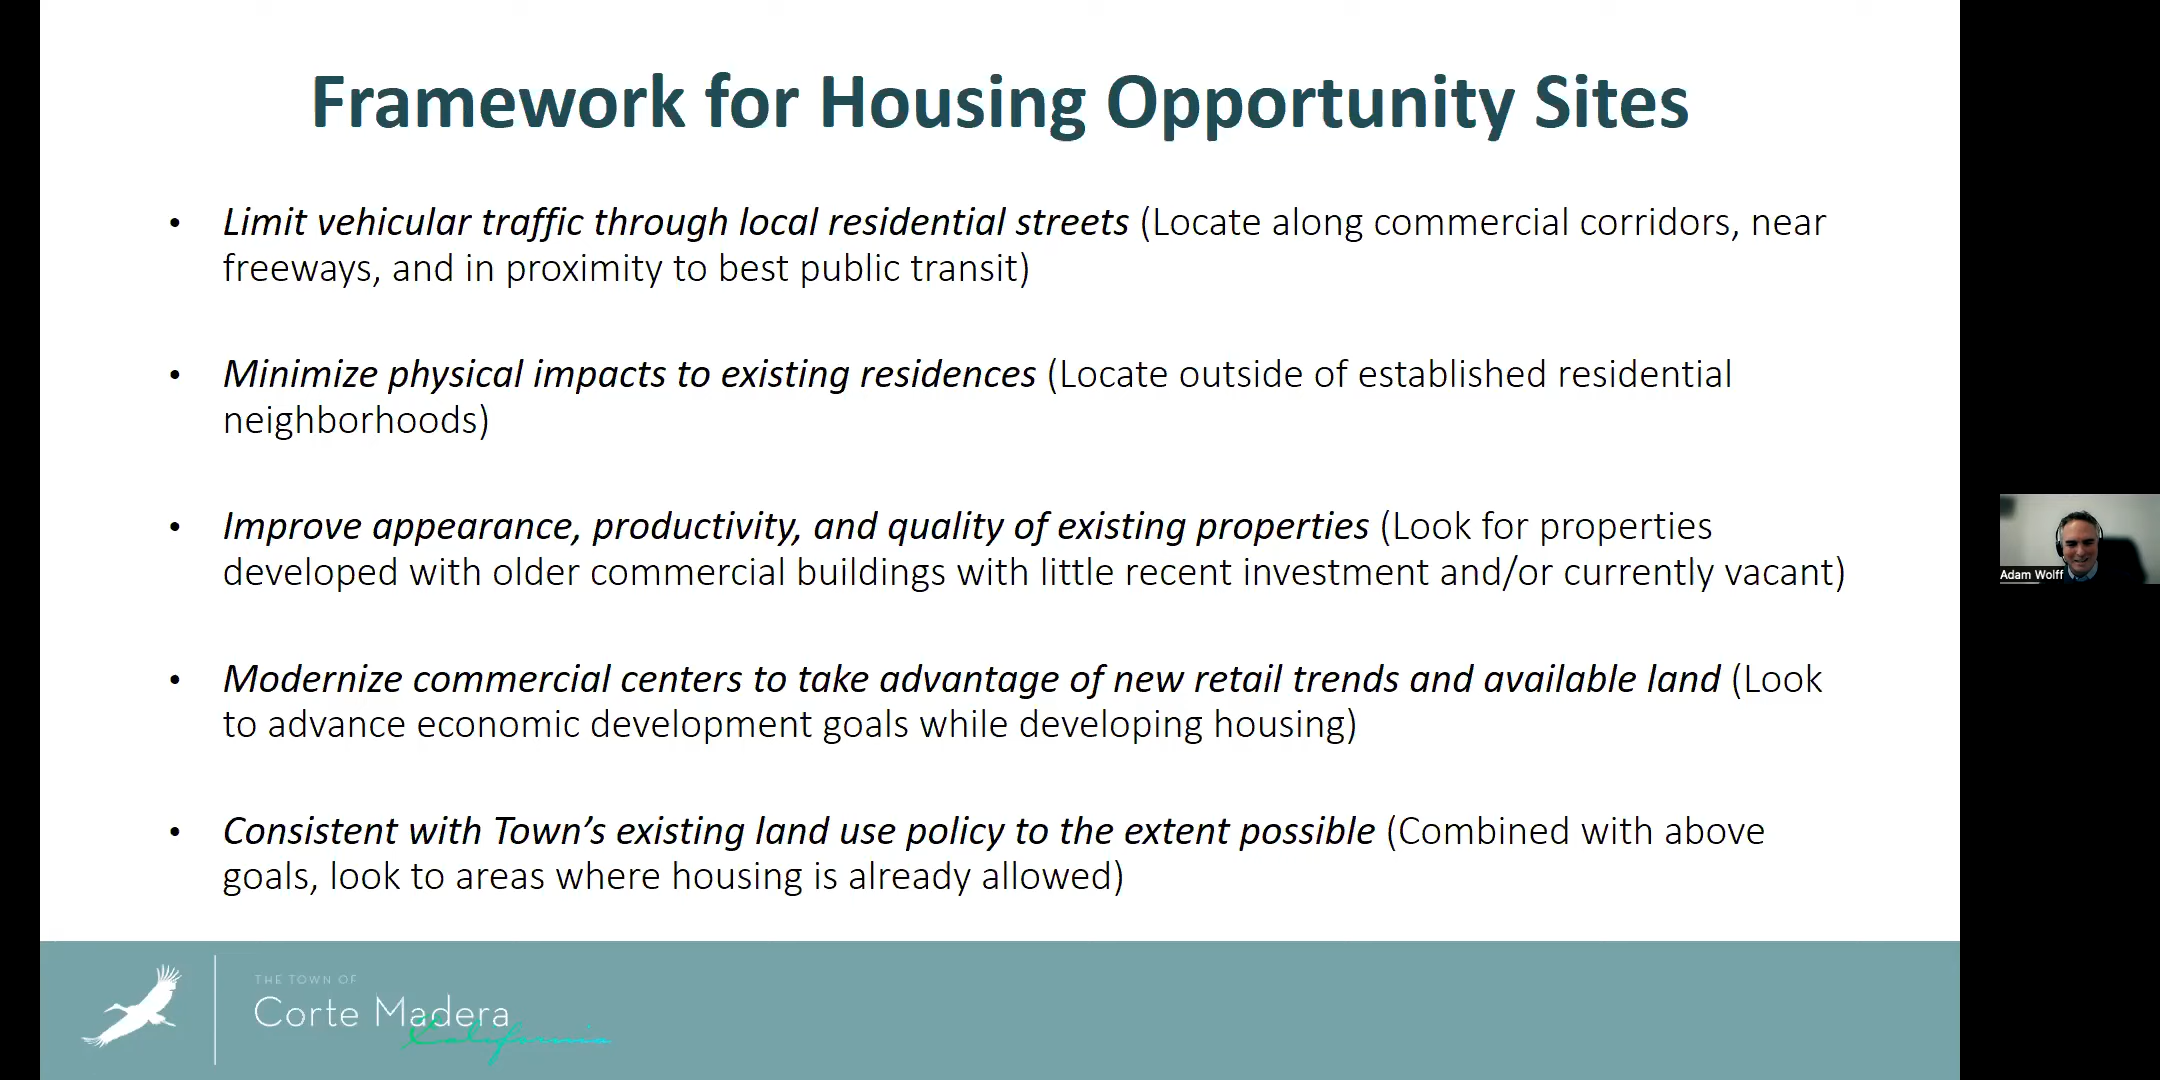 Framework for Housing Opportunity Sites
• Limit vehicular traffic through local residential streets (Locate along commercial corridors, near
freeways, and in proximity to best public transit)
• Minimize physical impacts to existing residences (Locate outside of established residential
neighborhoods)
• Improve appearance, productivity, and quality of existing properties (Look for properties
developed with older commercial buildings with little recent investment and/or currently vacant)
• Modernize commercial centers to take advantage of new retail trends and available land (Look
to advance economic development goals while developing housing)
• Consistent with Town’s existing land use policy to the extent possible (Combined with above
goals, look to areas where housing is already allowed)
THE TOWN OF
Corte Madera
California
Adam Wolff